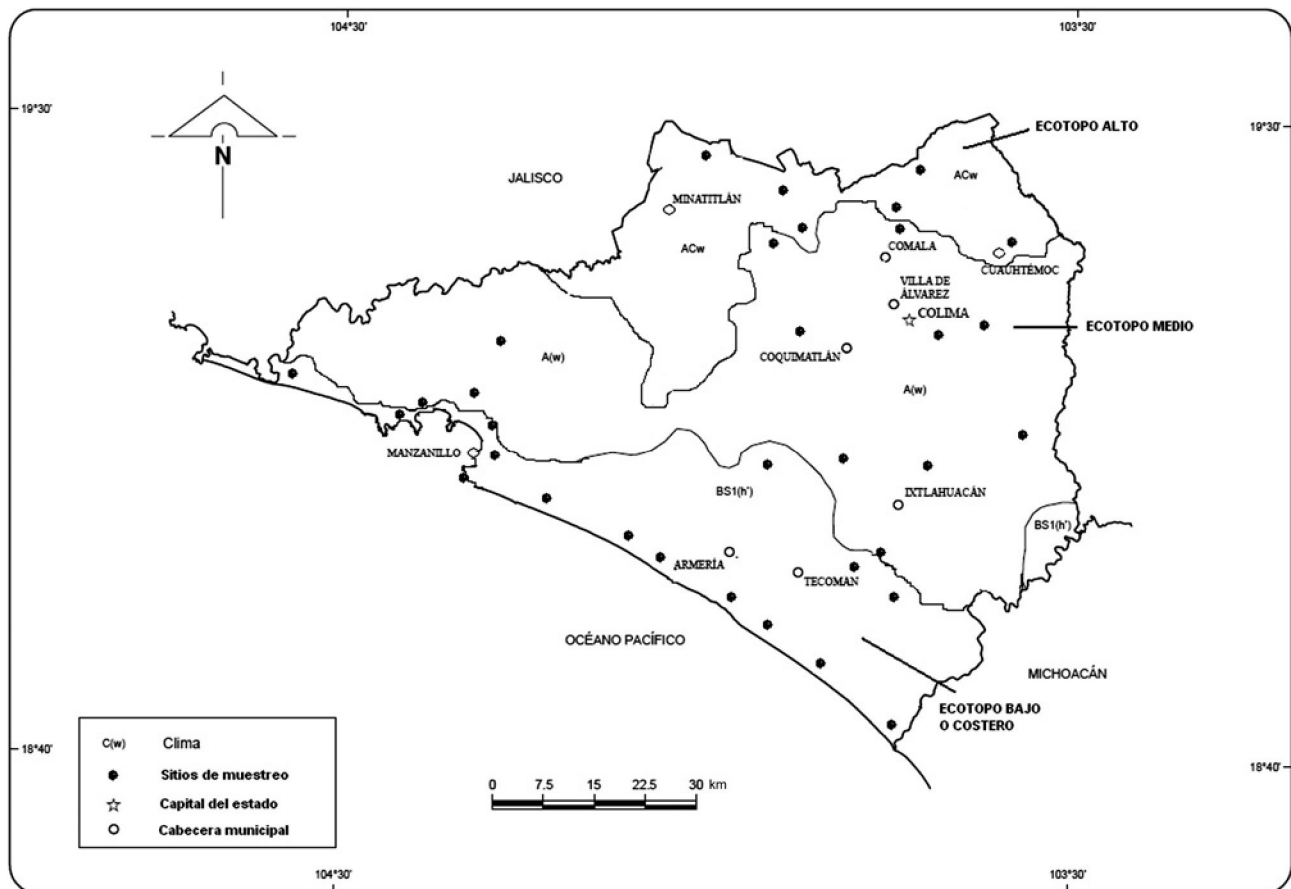 104°30'
103°30'
19°30'
19°30'
ECOTOPO ALTO
N
JALISCO
ACw
MINATITLÁN
ACw
COMALA
CUAUHTÉMOC
VILLA DE
ÁLVAREZ
COLIMA
ECOTOPO MEDIO
COQUIMATLÁN
A(w)
A(w)
MANZANILLO
BS1(h')
IXTLAHUACÁN
BS1(h')
ARMERÍA
TECOMAN
OCÉANO PACÍFICO
MICHOACÁN
ECOTOPO BAJO
O COSTERO
C(w) Clima
Sitios de muestreo
Capital del estado
Cabecera municipal
0 7.5 15 22.5 30 km
18°40'
18°40'
104°30'
103°30'